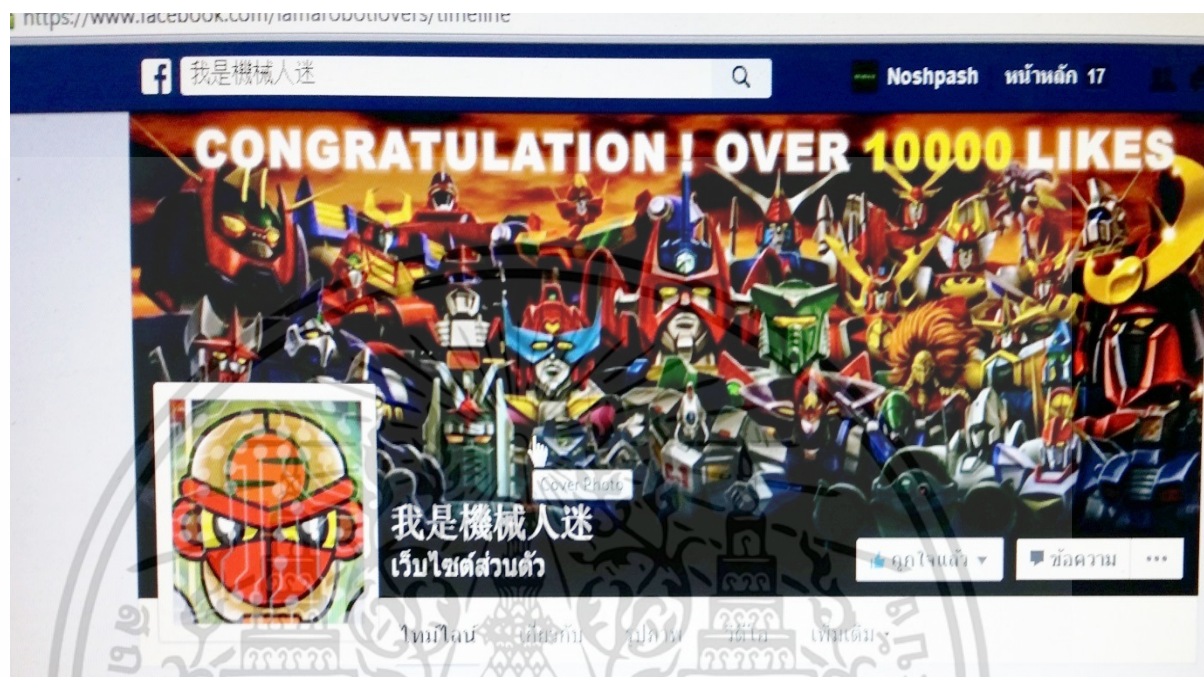 https://www.facebook.com/iamarobotlovers/timeline
我是機械人迷
Noshpash หน้าหลัก 17
CONGRATULATION ! OVER 10000 LIKES
Cover Photo
我是機械人迷
เว็บไซต์ส่วนตัว
ถูกใจแล้ว
ข้อความ
ไทม์ไลน์ เกี่ยวกับ รูปภาพ วิดีโอ เพิ่มเติม